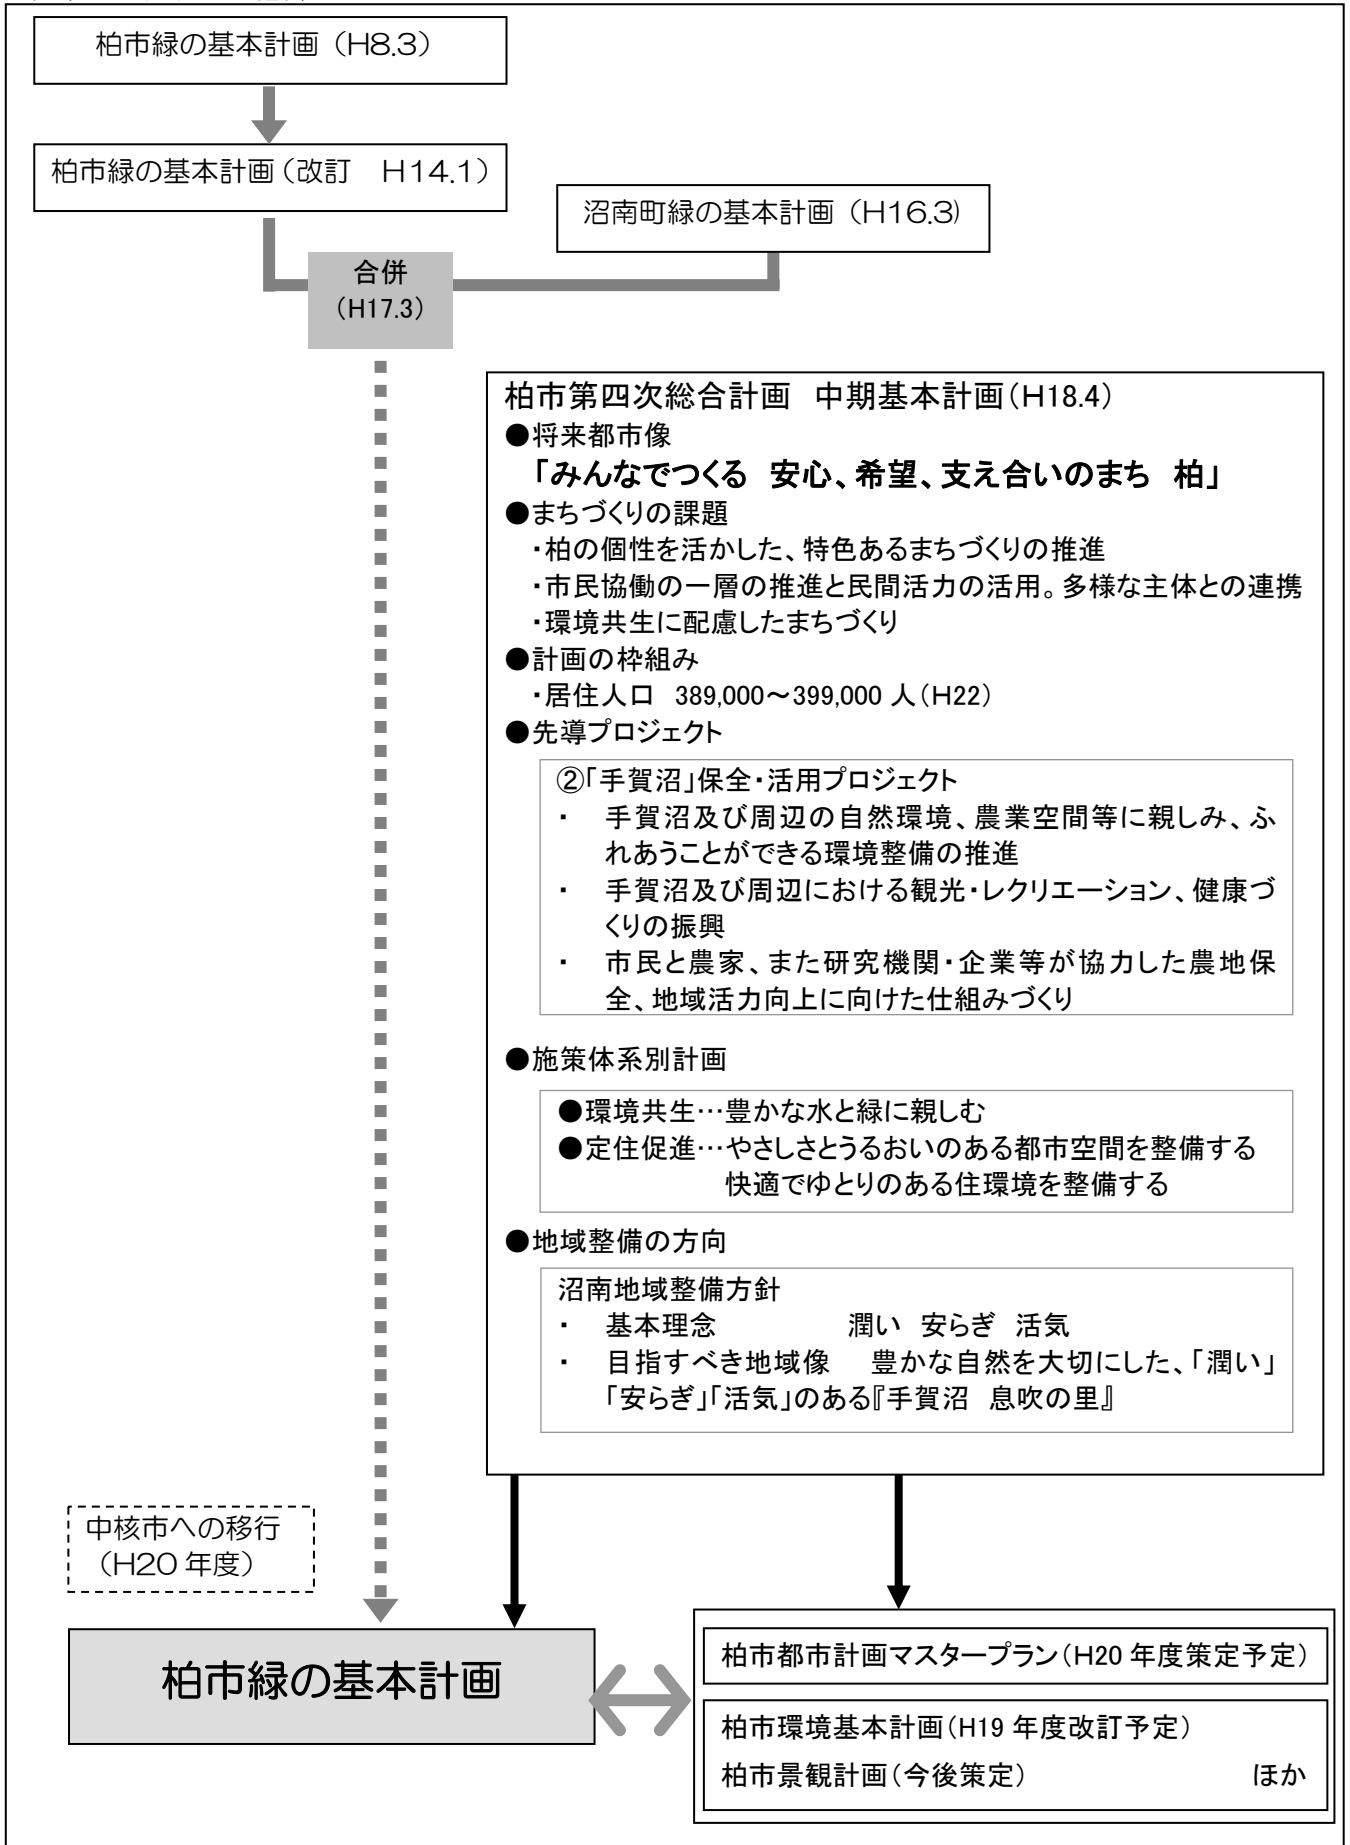 柏市緑の基本計画（H8.3）
柏市緑の基本計画（改訂　H14.1）
沼南町緑の基本計画（H16.3)
合併
（H17.3）
柏市第四次総合計画　中期基本計画（H18.4）
●将来都市像
「みんなでつくる　安心、希望、支え合いのまち　柏」
●まちづくりの課題
・柏の個性を活かした、特色あるまちづくりの推進
・市民協働の一層の推進と民間活力の活用。多様な主体との連携
・環境共生に配慮したまちづくり
●計画の枠組み
・居住人口　389,000～399,000 人（H22）
●先導プロジェクト
②「手賀沼」保全・活用プロジェクト
・　手賀沼及び周辺の自然環境、農業空間等に親しみ、ふ
れあうことができる環境整備の推進
・　手賀沼及び周辺における観光・レクリエーション、健康づ
くりの振興
・　市民と農家、また研究機関・企業等が協力した農地保
全、地域活力向上に向けた仕組みづくり
●施策体系別計画
●環境共生…豊かな水と緑に親しむ
●定住促進…やさしさとうるおいのある都市空間を整備する
快適でゆとりのある住環境を整備する
●地域整備の方向
沼南地域整備方針
・　基本理念　　　　潤い　安らぎ　活気
・　目指すべき地域像　豊かな自然を大切にした、「潤い」
「安らぎ」「活気」のある『手賀沼　息吹の里』
中核市への移行
（H20 年度）
柏市緑の基本計画
柏市都市計画マスタープラン（H20 年度策定予定）
柏市環境基本計画（H19 年度改訂予定）
柏市景観計画（今後策定）　　　　　　ほか